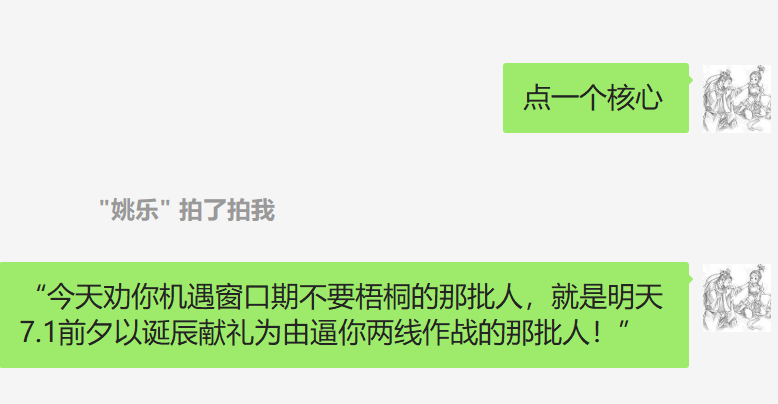 点一个核心
"姚乐" 拍了拍我
“今天劝你机遇窗口期不要梧桐的那批人，就是明天
7.1前夕以诞辰献礼为由逼你两线作战的那批人！”